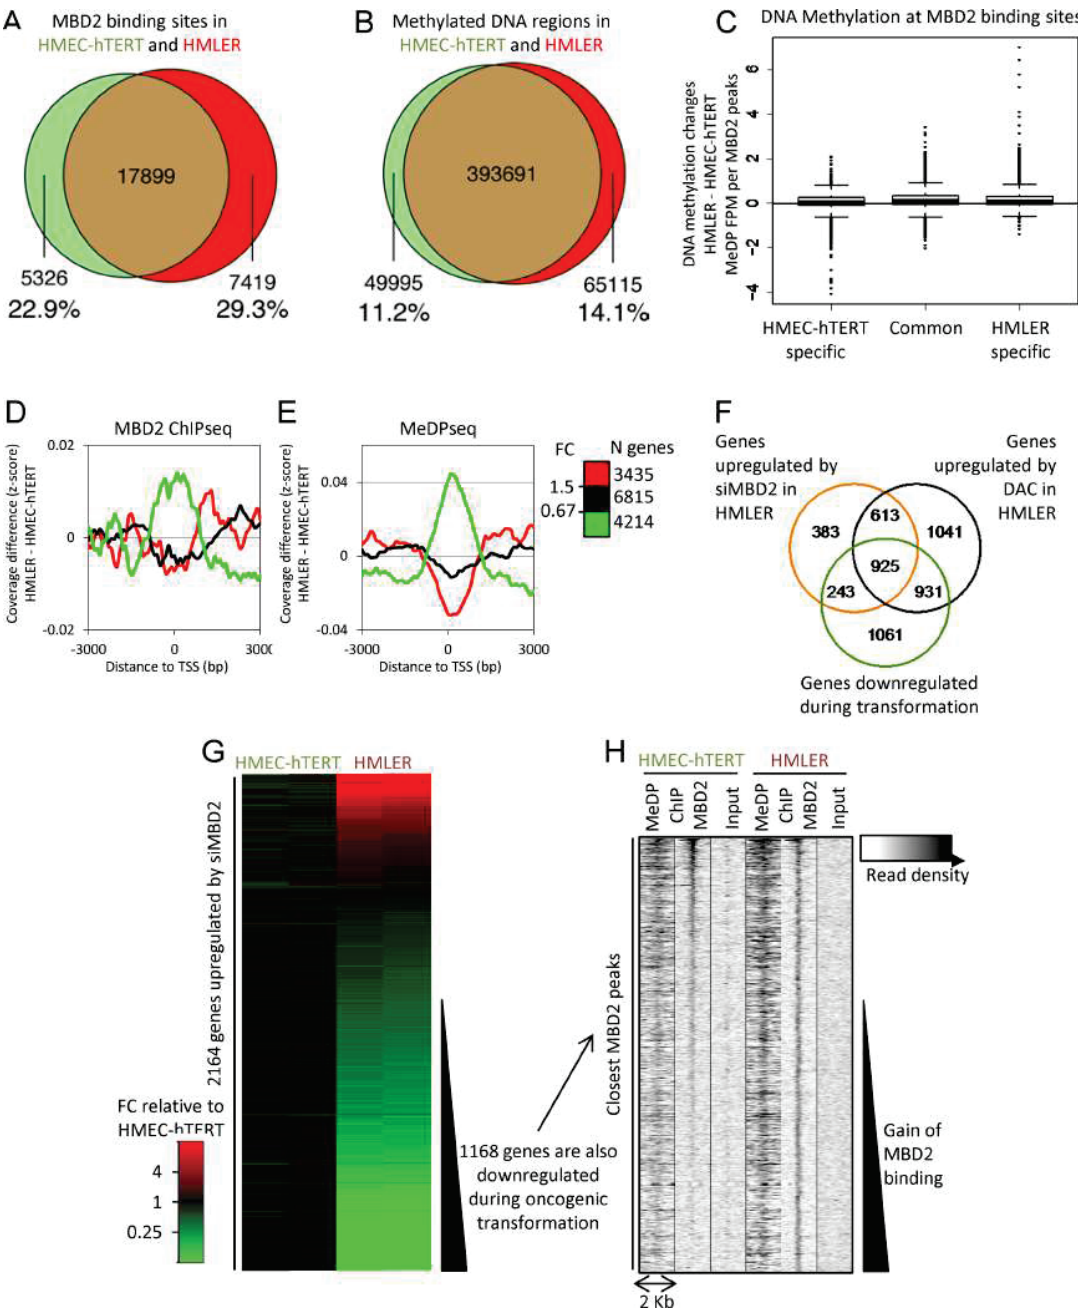 A
MBD2 binding sites in
HMEC-hTERT and HMLER
17899
5326
22.9%
7419
29.3%
B
Methylated DNA regions in
HMEC-hTERT and HMLER
393691
49995
11.2%
65115
14.1%
C
DNA Methylation at MBD2 binding sites
DNA methylation changes
HMLER - HMEC-hTERT
MeDP FPM per MBD2 peaks
6
4
2
0
−2
−4
HMEC-hTERT
specific
Common
HMLER
specific
D
MBD2 ChIPseq
Coverage difference (z-score)
HMLER - HMEC-hTERT
0.02
0
-0.02
-3000
0
3000
Distance to TSS (bp)
E
MeDPseq
Coverage difference (z-score)
HMLER - HMEC-hTERT
0.04
0
-0.04
-3000
0
3000
Distance to TSS (bp)
FC
N genes
1.5
0.67
3435
6815
4214
F
Genes
upregulated by
siMBD2 in
HMLER
Genes
upregulated by
DAC in
HMLER
383
613
1041
925
243
931
1061
Genes downregulated
during transformation
G
HMEC-hTERT HMLER
2164 genes upregulated by siMBD2
FC relative to
HMEC-hTERT
4
1
0.25
1168 genes are also
downregulated
during oncogenic
transformation
H
HMEC-hTERT
HMLER
MeDP
ChIP
MBD2
Input
MeDP
ChIP
MBD2
Input
Closest MBD2 peaks
Read density
Gain of
MBD2
binding
2 Kb